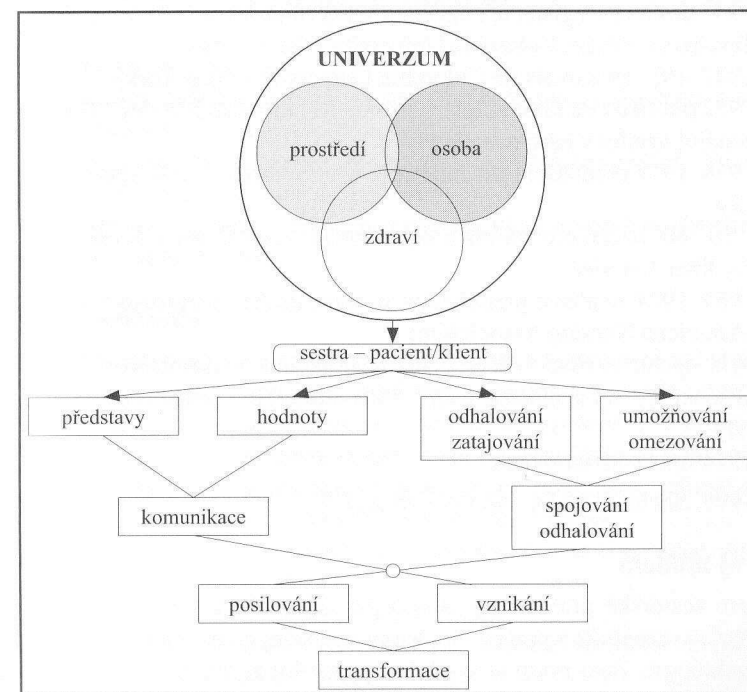 UNIVERZUM
prostředí
osoba
zdraví
sestra – pacient/klient
představy
hodnoty
odhalování
zatajování
umožňování
omezování
komunikace
spojování
odhalování
posilování
vznikání
transformace